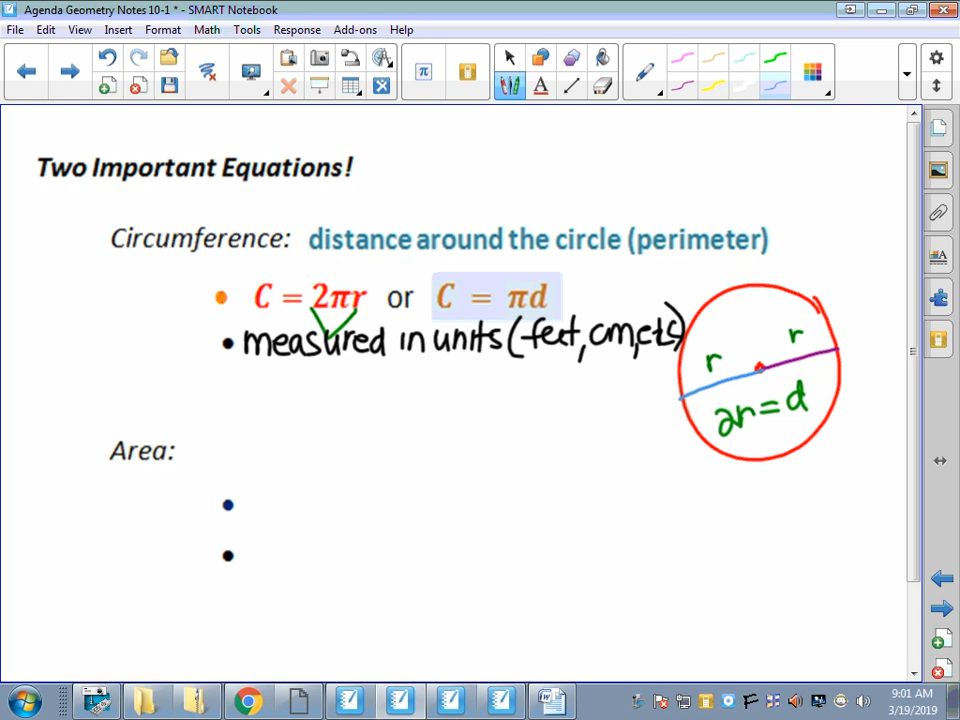 Agenda Geometry Notes 10-1 * - SMART Notebook
File Edit View Insert Format Math Tools Response Add-ons Help
Two Important Equations!
Circumference: distance around the circle (perimeter)
• C = 2πr or C = πd
• measured in units (feet, cm, etc)
r r
2r = d
Area:
•
•
9:01 AM
3/19/2019